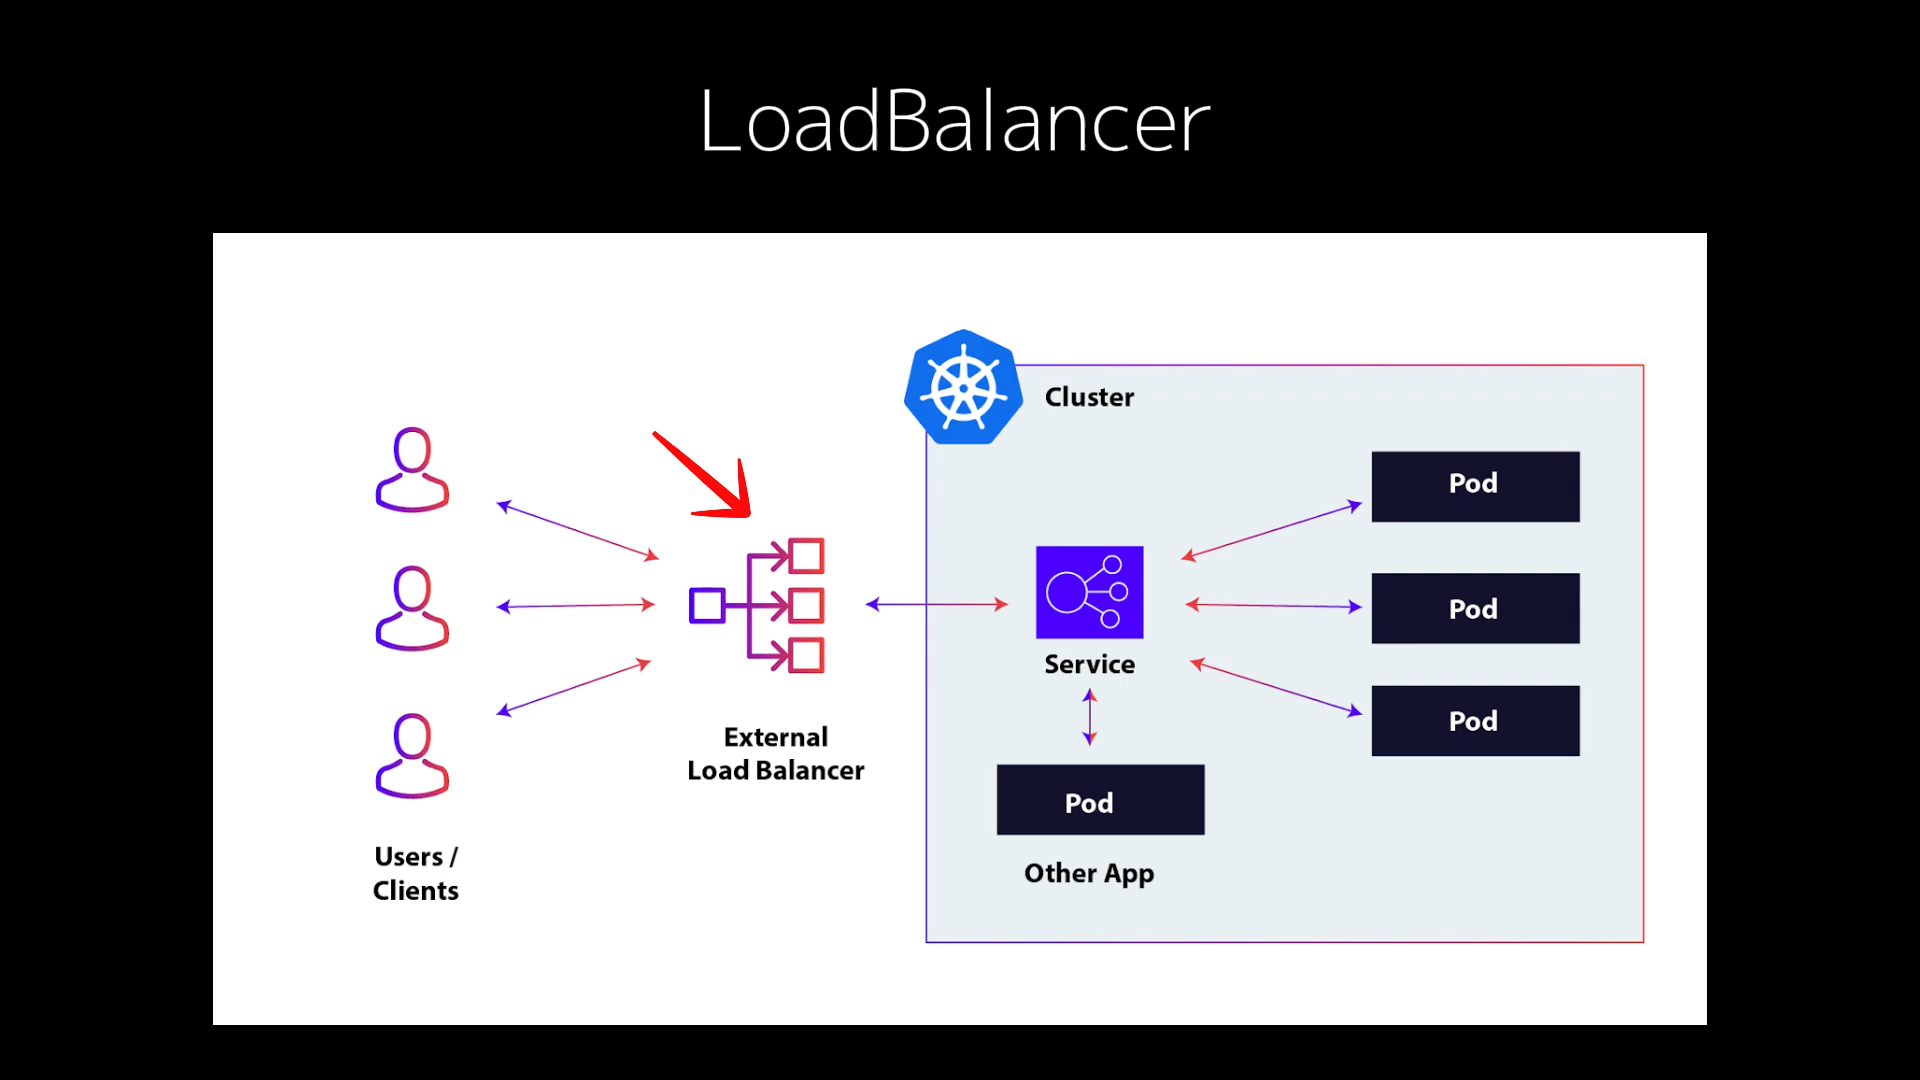 LoadBalancer
Cluster
Pod
Pod
Service
Pod
External
Load Balancer
Pod
Other App
Users /
Clients